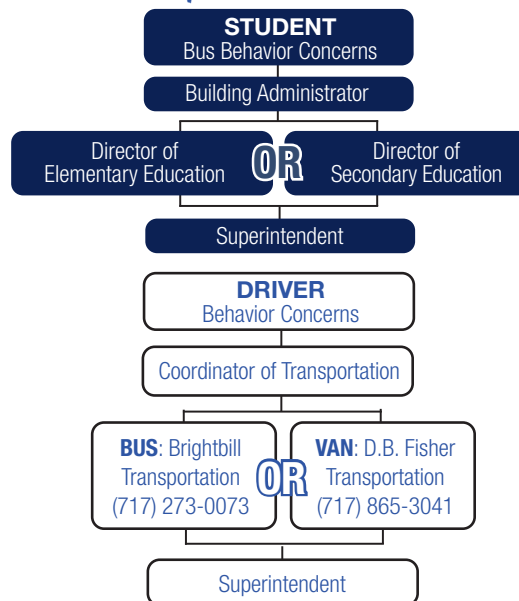 STUDENT
Bus Behavior Concerns
Building Administrator
Director of
Elementary Education
OR
Director of
Secondary Education
Superintendent
DRIVER
Behavior Concerns
Coordinator of Transportation
BUS: Brightbill
Transportation
(717) 273-0073
OR
VAN: D.B. Fisher
Transportation
(717) 865-3041
Superintendent